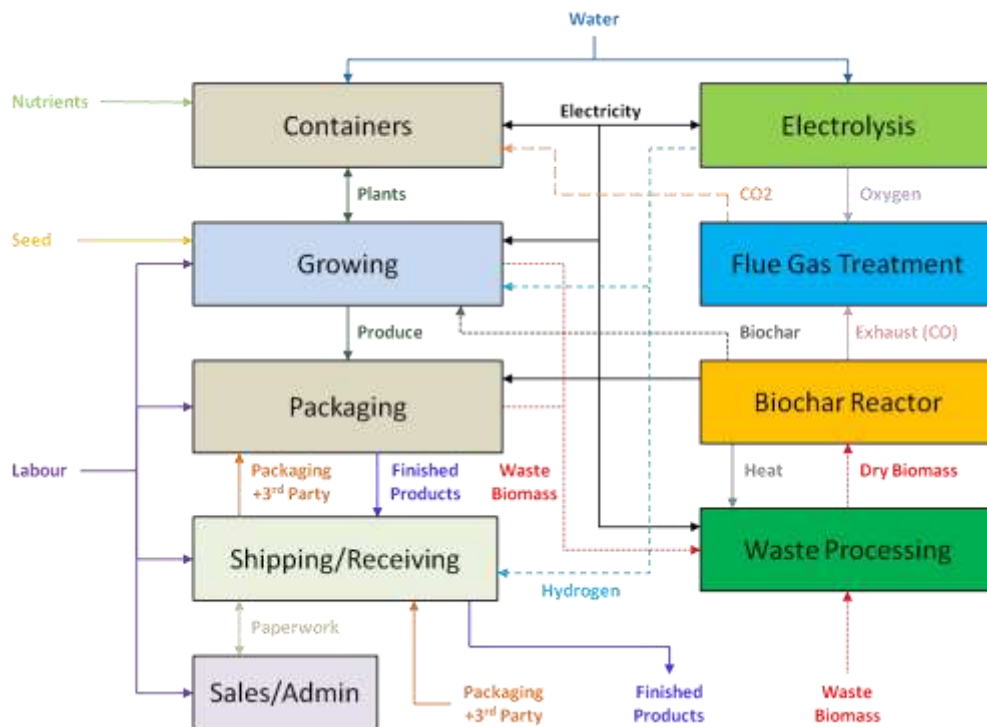 Water
Nutrients
Containers
Electricity
Electrolysis
Plants
CO2
Oxygen
Seed
Growing
Flue Gas Treatment
Produce
Biochar
Exhaust (CO)
Packaging
Biochar Reactor
Labour
Packaging
+3rd Party
Finished
Products
Waste
Biomass
Heat
Dry Biomass
Shipping/Receiving
Waste Processing
Hydrogen
Paperwork
Sales/Admin
Packaging
+3rd Party
Finished
Products
Waste
Biomass